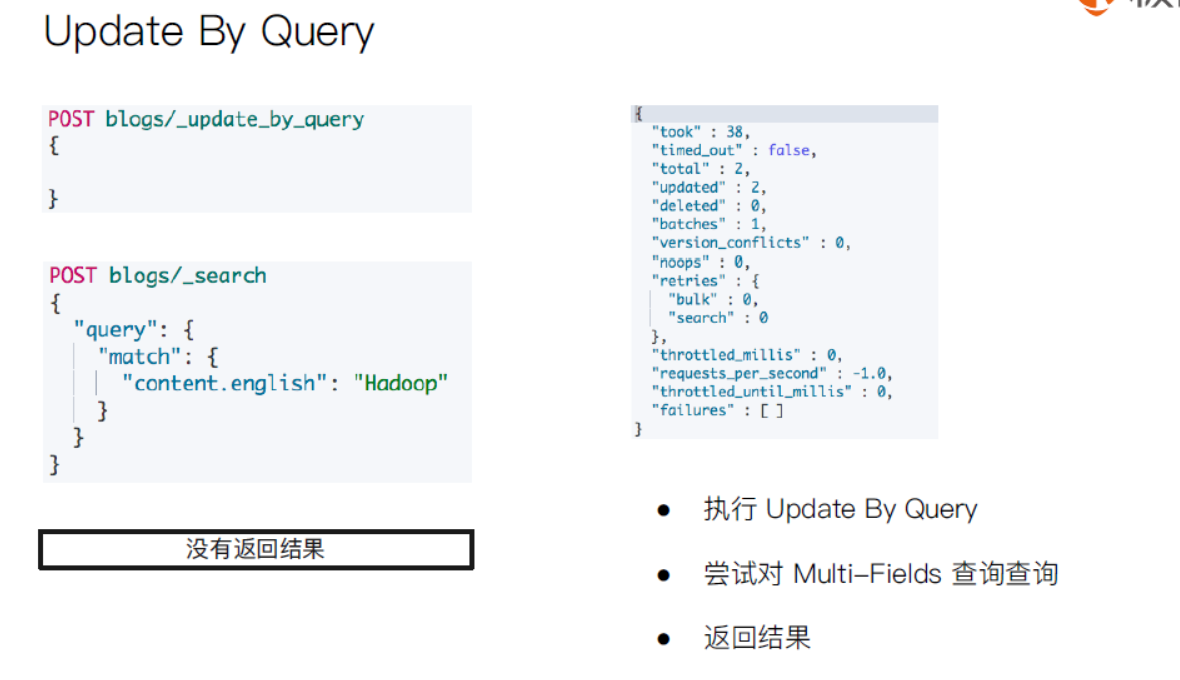 Update By Query
POST blogs/_update_by_query
{
}
POST blogs/_search
{
"query": {
"match": {
"content.english": "Hadoop"
}
}
}
没有返回结果
{
"took" : 38,
"timed_out" : false,
"total" : 2,
"updated" : 2,
"deleted" : 0,
"batches" : 1,
"version_conflicts" : 0,
"noops" : 0,
"retries" : {
"bulk" : 0,
"search" : 0
},
"throttled_millis" : 0,
"requests_per_second" : -1.0,
"throttled_until_millis" : 0,
"failures" : [ ]
}
● 执行 Update By Query
● 尝试对 Multi-Fields 查询查询
● 返回结果